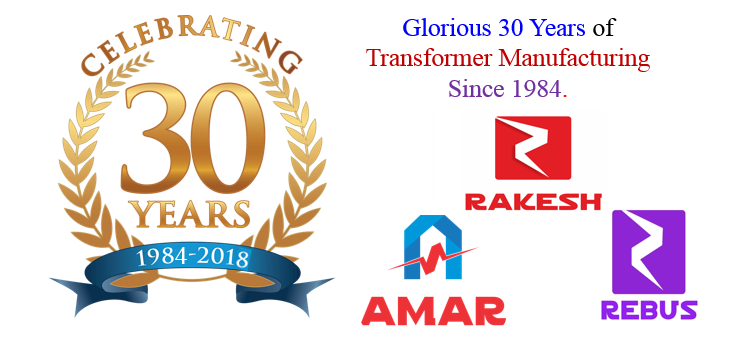 CELEBRATING
30
YEARS
1984-2018
Glorious 30 Years of
Transformer Manufacturing
Since 1984.
RAKESH
AMAR
REBUS